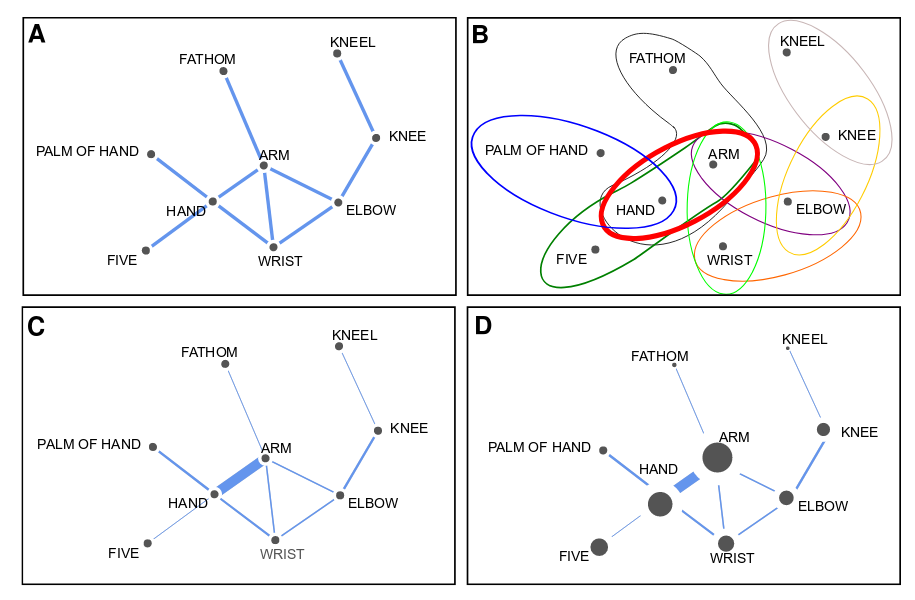 A
KNEEL
FATHOM
KNEE
PALM OF HAND
ARM
HAND
ELBOW
FIVE
WRIST
B
KNEEL
FATHOM
KNEE
PALM OF HAND
ARM
HAND
ELBOW
FIVE
WRIST
C
KNEEL
FATHOM
KNEE
PALM OF HAND
ARM
HAND
ELBOW
FIVE
WRIST
D
KNEEL
FATHOM
KNEE
ARM
PALM OF HAND
HAND
ELBOW
FIVE
WRIST